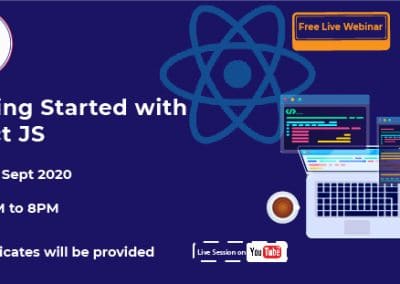 Free Live Webinar
ing Started with
ct JS
Sept 2020
M to 8PM
icates will be provided
Live Session on YouTube